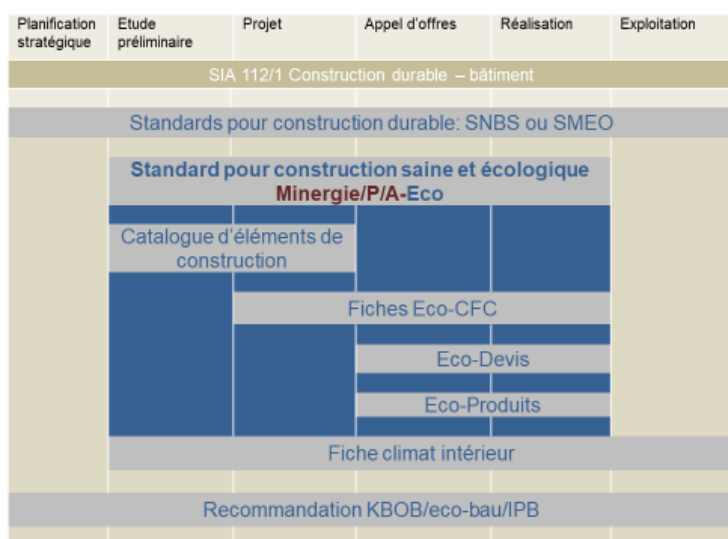 Planification
stratégique
Etude
préliminaire
Projet
Appel d'offres
Réalisation
Exploitation
SIA 112/1 Construction durable – bâtiment
Standards pour construction durable: SNBS ou SMEO
Standard pour construction saine et écologique
Minergie/P/A-Eco
Catalogue d'éléments de
construction
Fiches Eco-CFC
Eco-Devis
Eco-Produits
Fiche climat intérieur
Recommandation KBOB/eco-bau/IPB